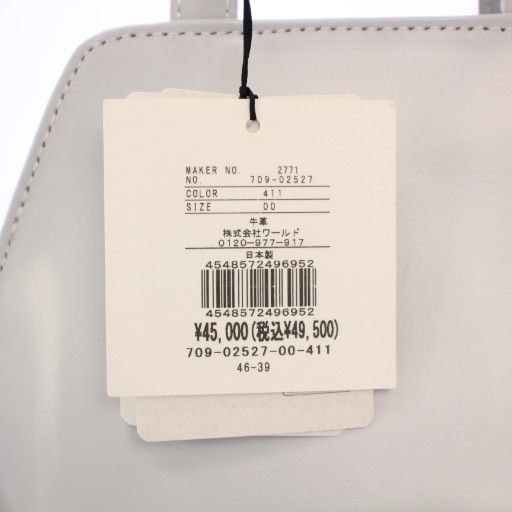 MAKER NO. 2771
NO. 709-02527
COLOR 411
SIZE 00
牛革
株式会社ワールド
0120-977-917
日本製
4548572496952
4548572496952
¥45,000(税込¥49,500)
709-02527-00-411
46-39